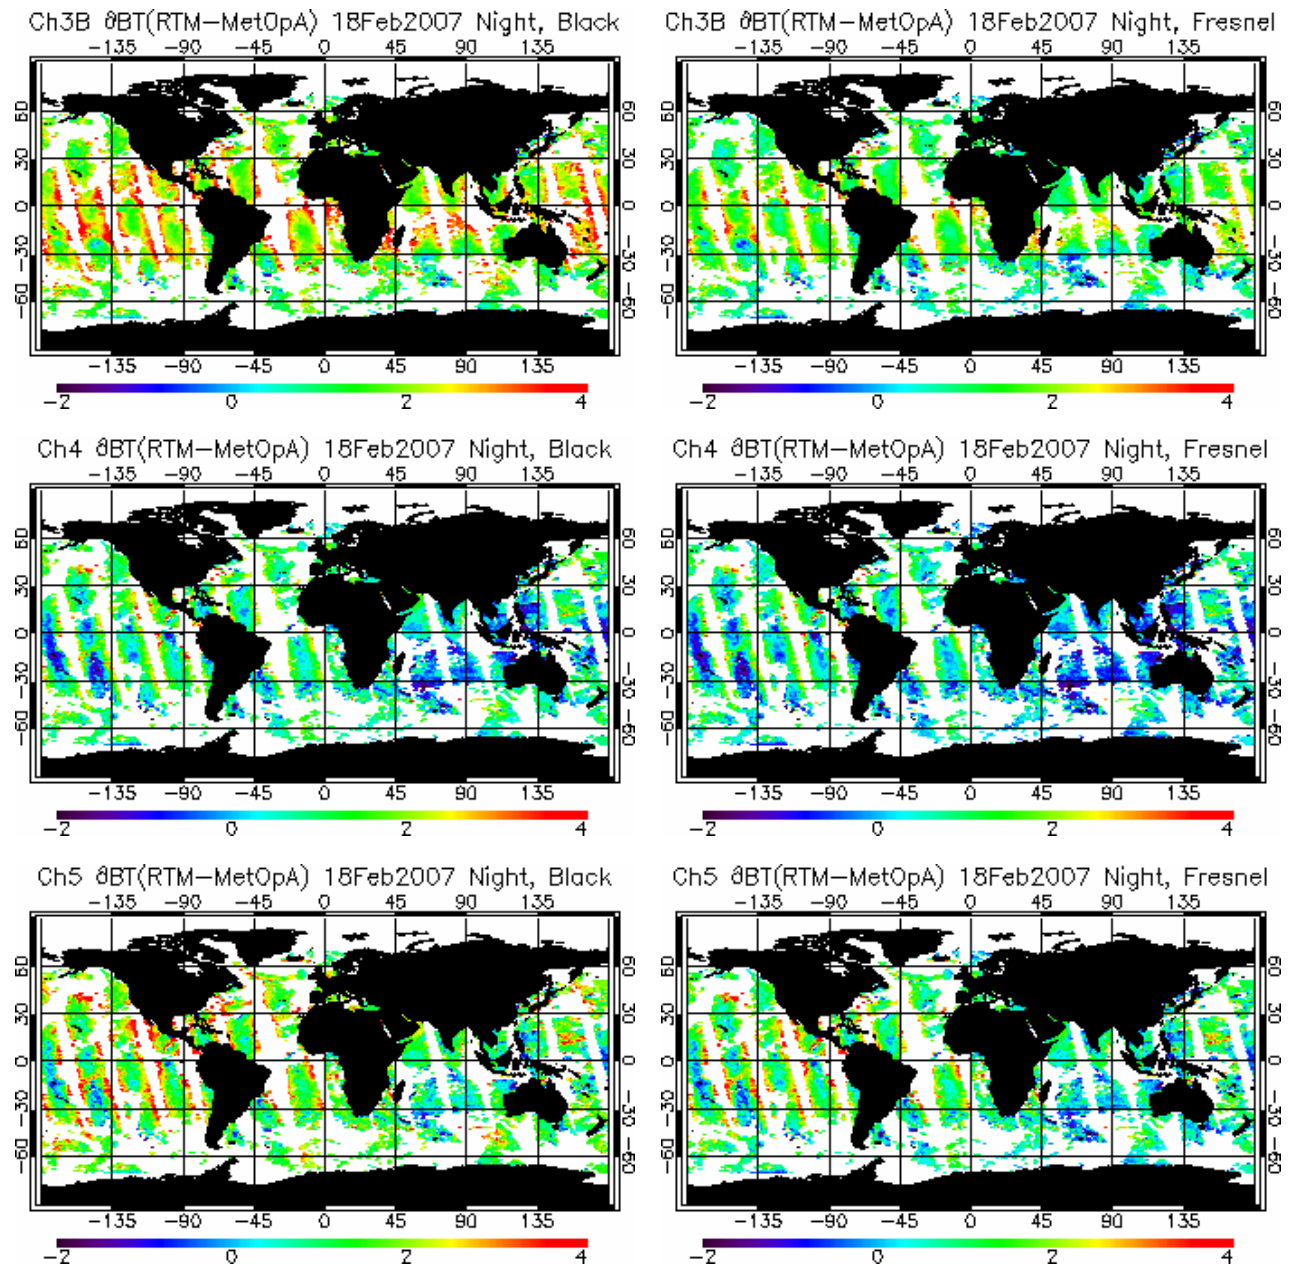 Ch3B ∂BT(RTM−MetOpA) 18Feb2007 Night, Black
−135 −90 −45 0 45 90 135
60 60
30 30
0 0
−30 −30
−60 −60
−135 −90 −45 0 45 90 135
−2 0 2 4
Ch3B ∂BT(RTM−MetOpA) 18Feb2007 Night, Fresnel
−135 −90 −45 0 45 90 135
60 60
30 30
0 0
−30 −30
−60 −60
−135 −90 −45 0 45 90 135
−2 0 2 4
Ch4 ∂BT(RTM−MetOpA) 18Feb2007 Night, Black
−135 −90 −45 0 45 90 135
60 60
30 30
0 0
−30 −30
−60 −60
−135 −90 −45 0 45 90 135
−2 0 2 4
Ch4 ∂BT(RTM−MetOpA) 18Feb2007 Night, Fresnel
−135 −90 −45 0 45 90 135
60 60
30 30
0 0
−30 −30
−60 −60
−135 −90 −45 0 45 90 135
−2 0 2 4
Ch5 ∂BT(RTM−MetOpA) 18Feb2007 Night, Black
−135 −90 −45 0 45 90 135
60 60
30 30
0 0
−30 −30
−60 −60
−135 −90 −45 0 45 90 135
−2 0 2 4
Ch5 ∂BT(RTM−MetOpA) 18Feb2007 Night, Fresnel
−135 −90 −45 0 45 90 135
60 60
30 30
0 0
−30 −30
−60 −60
−135 −90 −45 0 45 90 135
−2 0 2 4